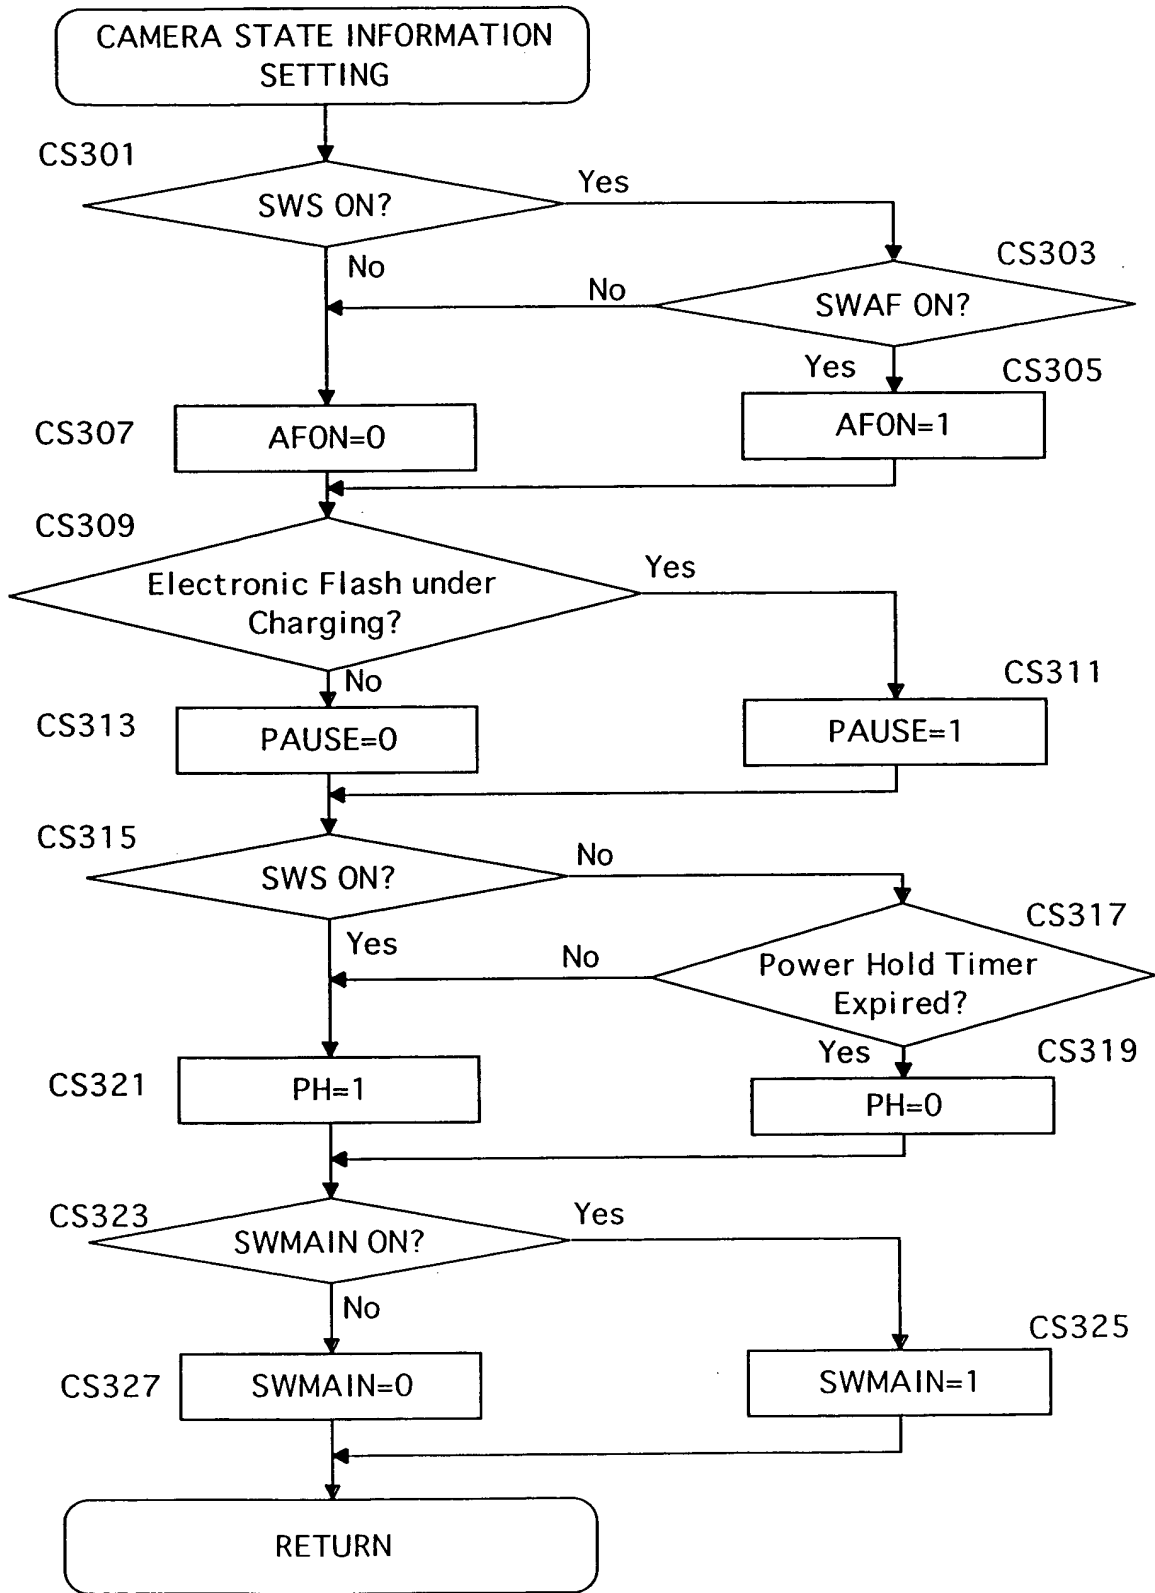 CAMERA STATE INFORMATION
SETTING
CS301
SWS ON?
Yes
No
CS303
SWAF ON?
No
Yes
CS305
AFON=1
CS307
AFON=0
CS309
Electronic Flash under
Charging?
Yes
No
CS311
PAUSE=1
CS313
PAUSE=0
CS315
SWS ON?
No
Yes
CS317
Power Hold Timer
Expired?
No
Yes
CS319
PH=0
CS321
PH=1
CS323
SWMAIN ON?
Yes
No
CS325
SWMAIN=1
CS327
SWMAIN=0
RETURN